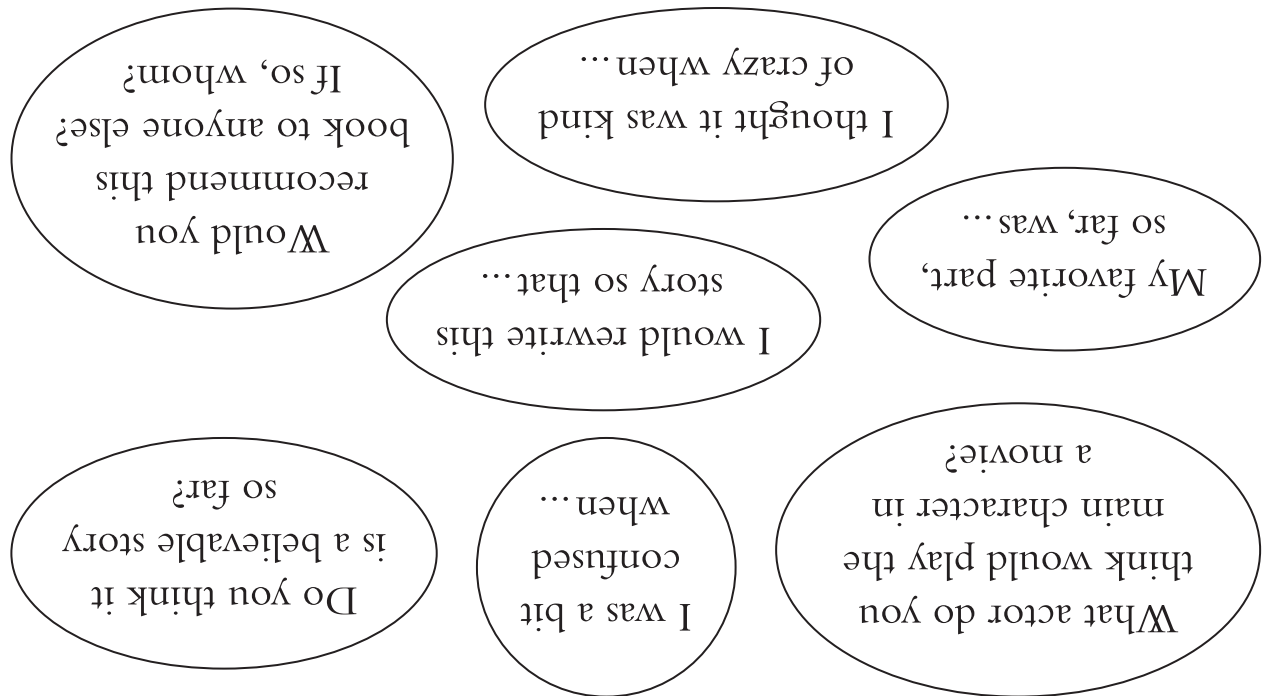 What actor do you
think would play the
main character in
a movie?
I was a bit
confused
when…
Do you think it
is a believable story
so far?
My favorite part,
so far, was…
I would rewrite this
story so that…
I thought it was kind
of crazy when…
Would you
recommend this
book to anyone else?
If so, whom?